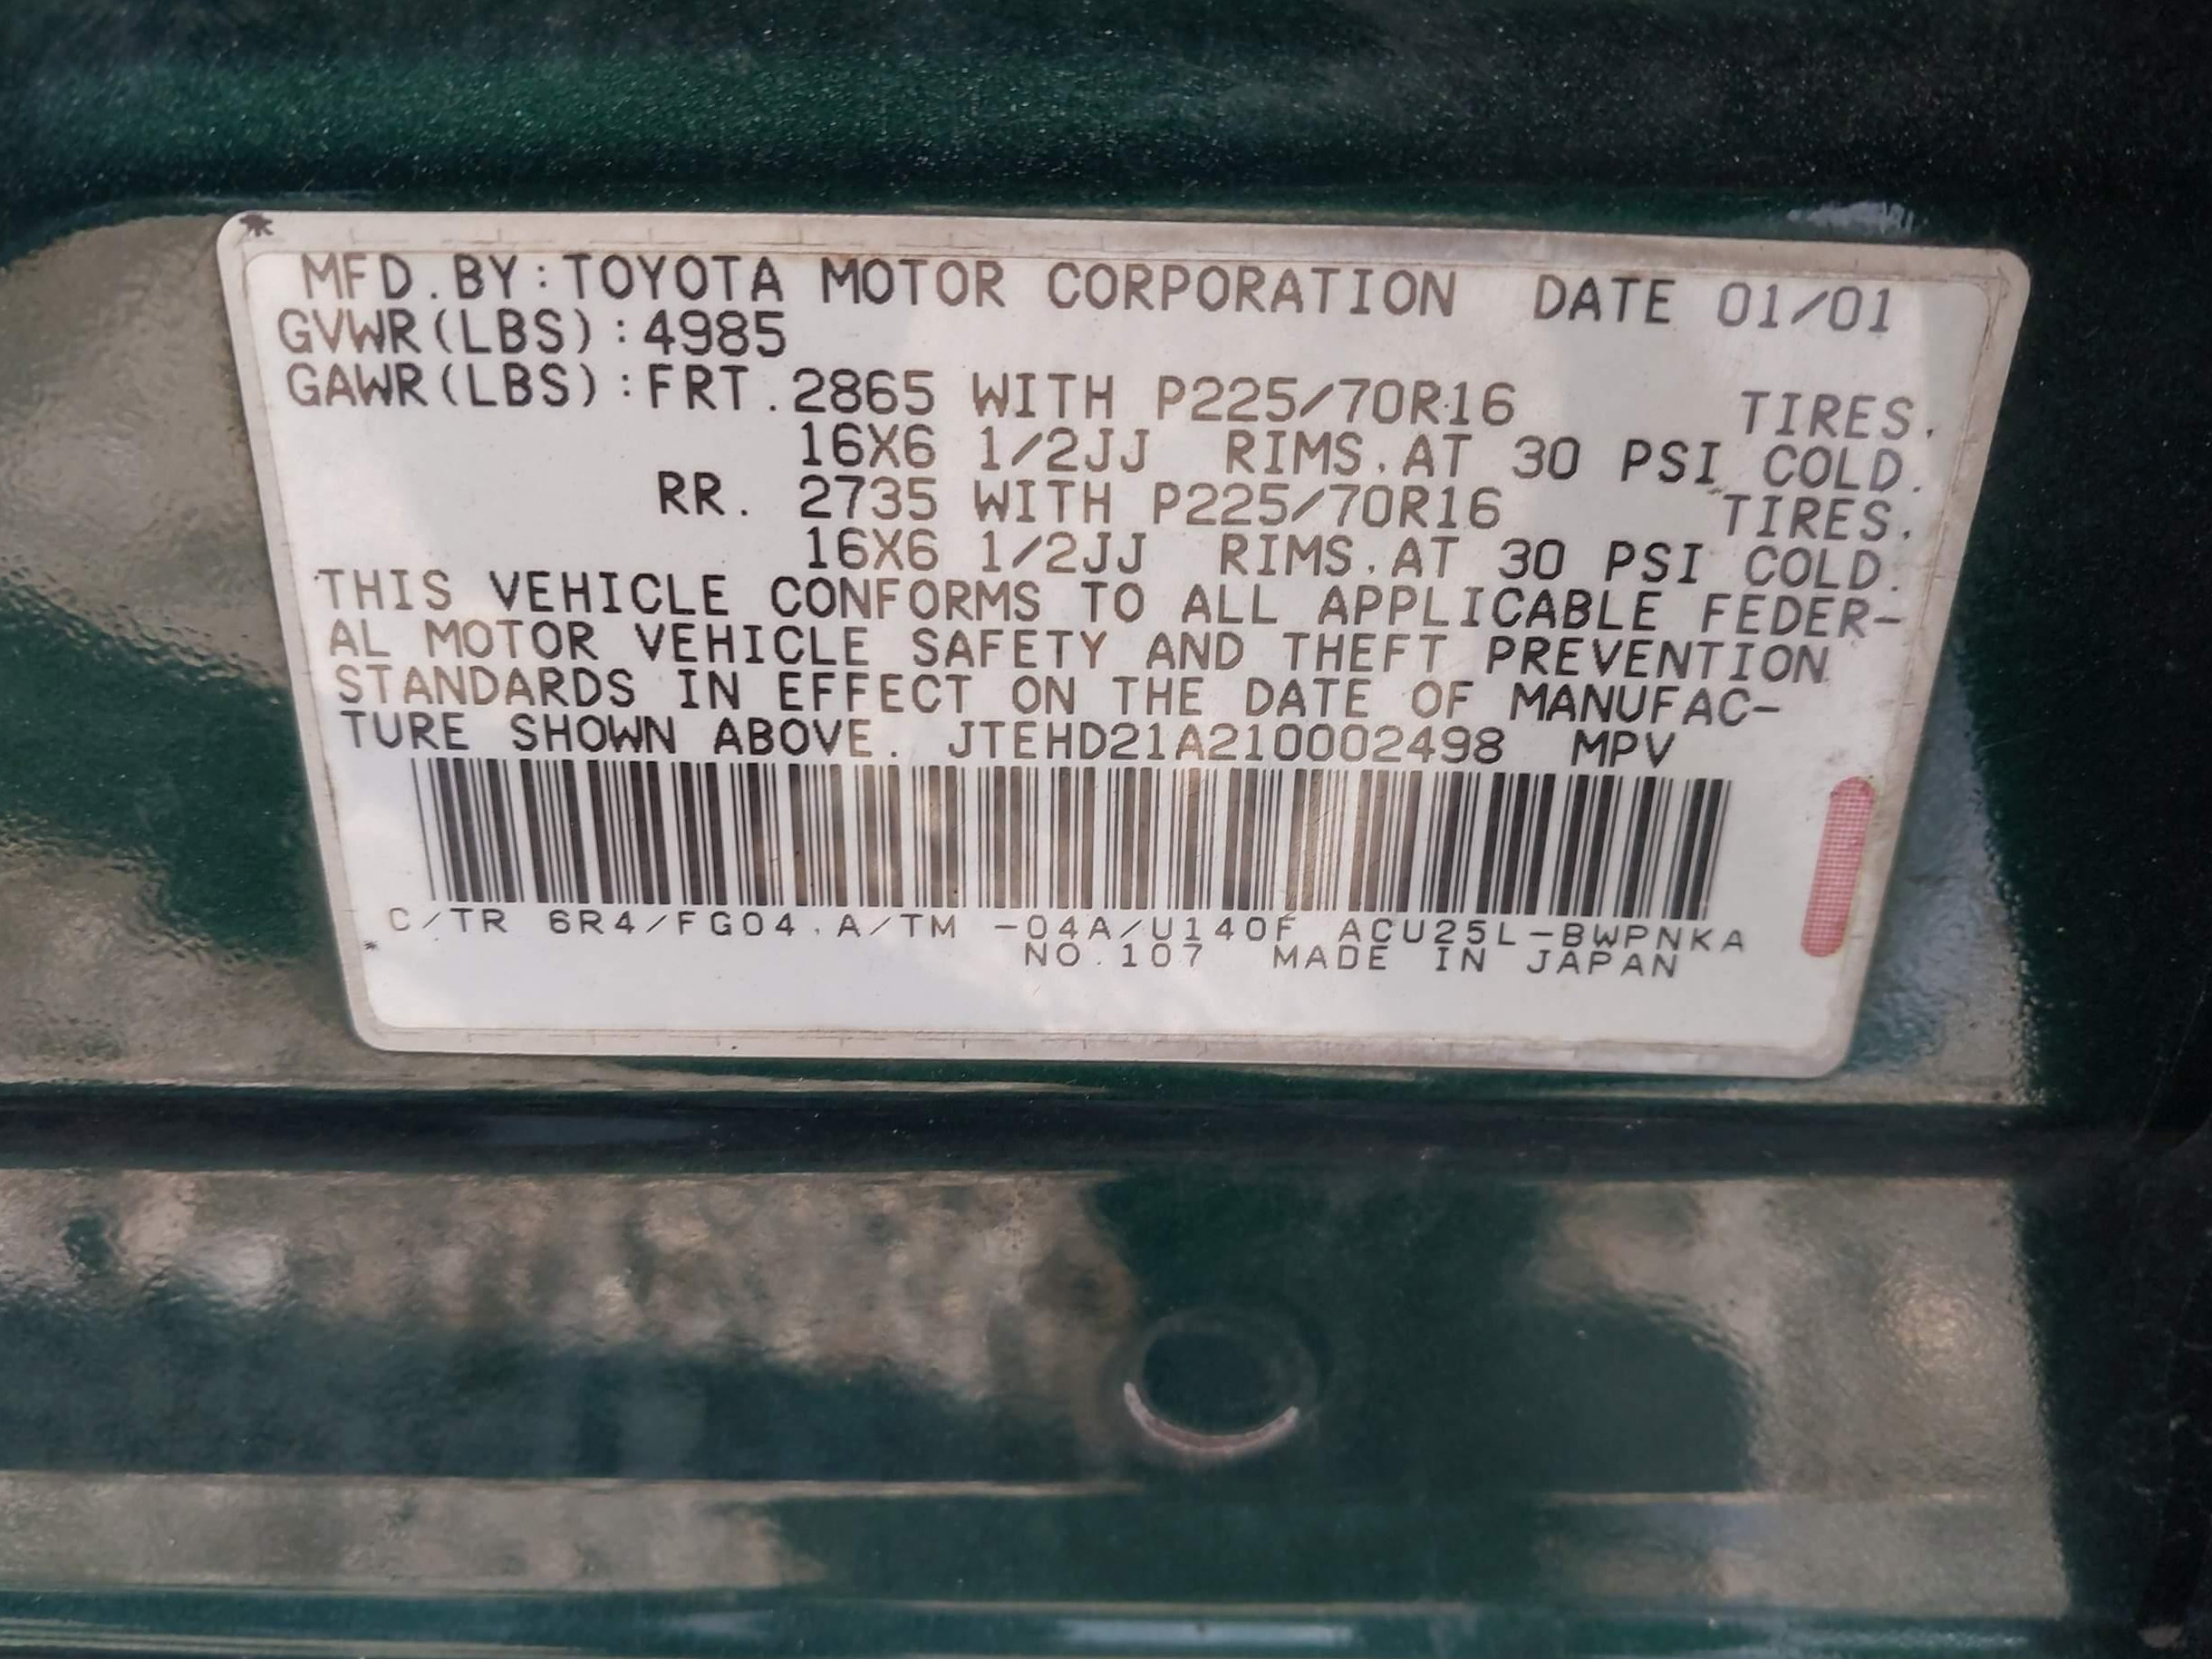 MFD.BY:TOYOTA MOTOR CORPORATION DATE 01/01
GVWR(LBS):4985
GAWR(LBS):FRT.2865 WITH P225/70R16 TIRES.
16X6 1/2JJ RIMS.AT 30 PSI COLD.
RR. 2735 WITH P225/70R16 TIRES.
16X6 1/2JJ RIMS.AT 30 PSI COLD.
THIS VEHICLE CONFORMS TO ALL APPLICABLE FEDER-
AL MOTOR VEHICLE SAFETY AND THEFT PREVENTION
STANDARDS IN EFFECT ON THE DATE OF MANUFAC-
TURE SHOWN ABOVE. JTEHD21A210002498 MPV
C/TR 6R4/FG04.A/TM -04A/U140F ACU25L-BWPNKA
NO.107 MADE IN JAPAN